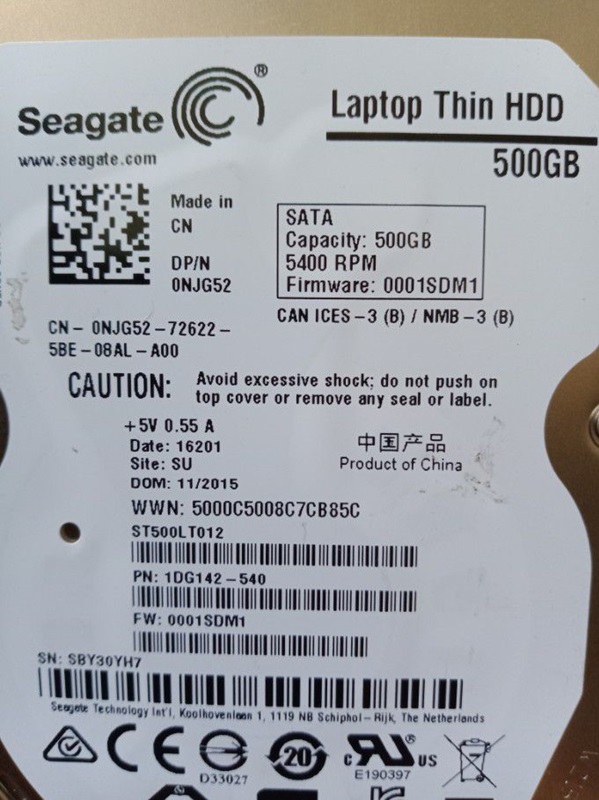 Seagate®
Laptop Thin HDD
www.seagate.com
500GB
Made in
CN
DP/N
0NJG52
SATA
Capacity: 500GB
5400 RPM
Firmware: 0001SDM1
CAN ICES-3 (B) / NMB-3 (B)
CN- 0NJG52-72622-
5BE-08AL-A00
CAUTION:
Avoid excessive shock; do not push on
top cover or remove any seal or label.
+5V 0.55 A
Date: 16201
Site: SU
DOM: 11/2015
中国产品
Product of China
WWN: 5000C5008C7CB85C
ST500LT012
PN: 1DG142-540
FW: 0001SDM1
SN: SBY30YH7
Seagate Technology Int'l, Koolhovenlaan 1, 1119 NB Schiphol-Rijk, The Netherlands
CE
20
c RU® US
D33027
E190397